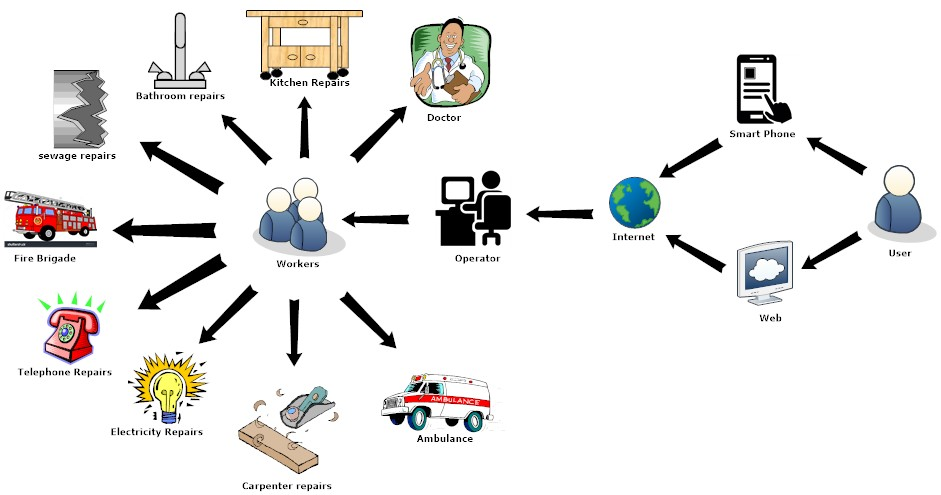 Kitchen Repairs
Bathroom repairs
Doctor
Smart Phone
sewage repairs
Internet
User
Fire Brigade
Workers
Operator
Web
Telephone Repairs
AMBULANCE
Electricity Repairs
Ambulance
Carpenter repairs